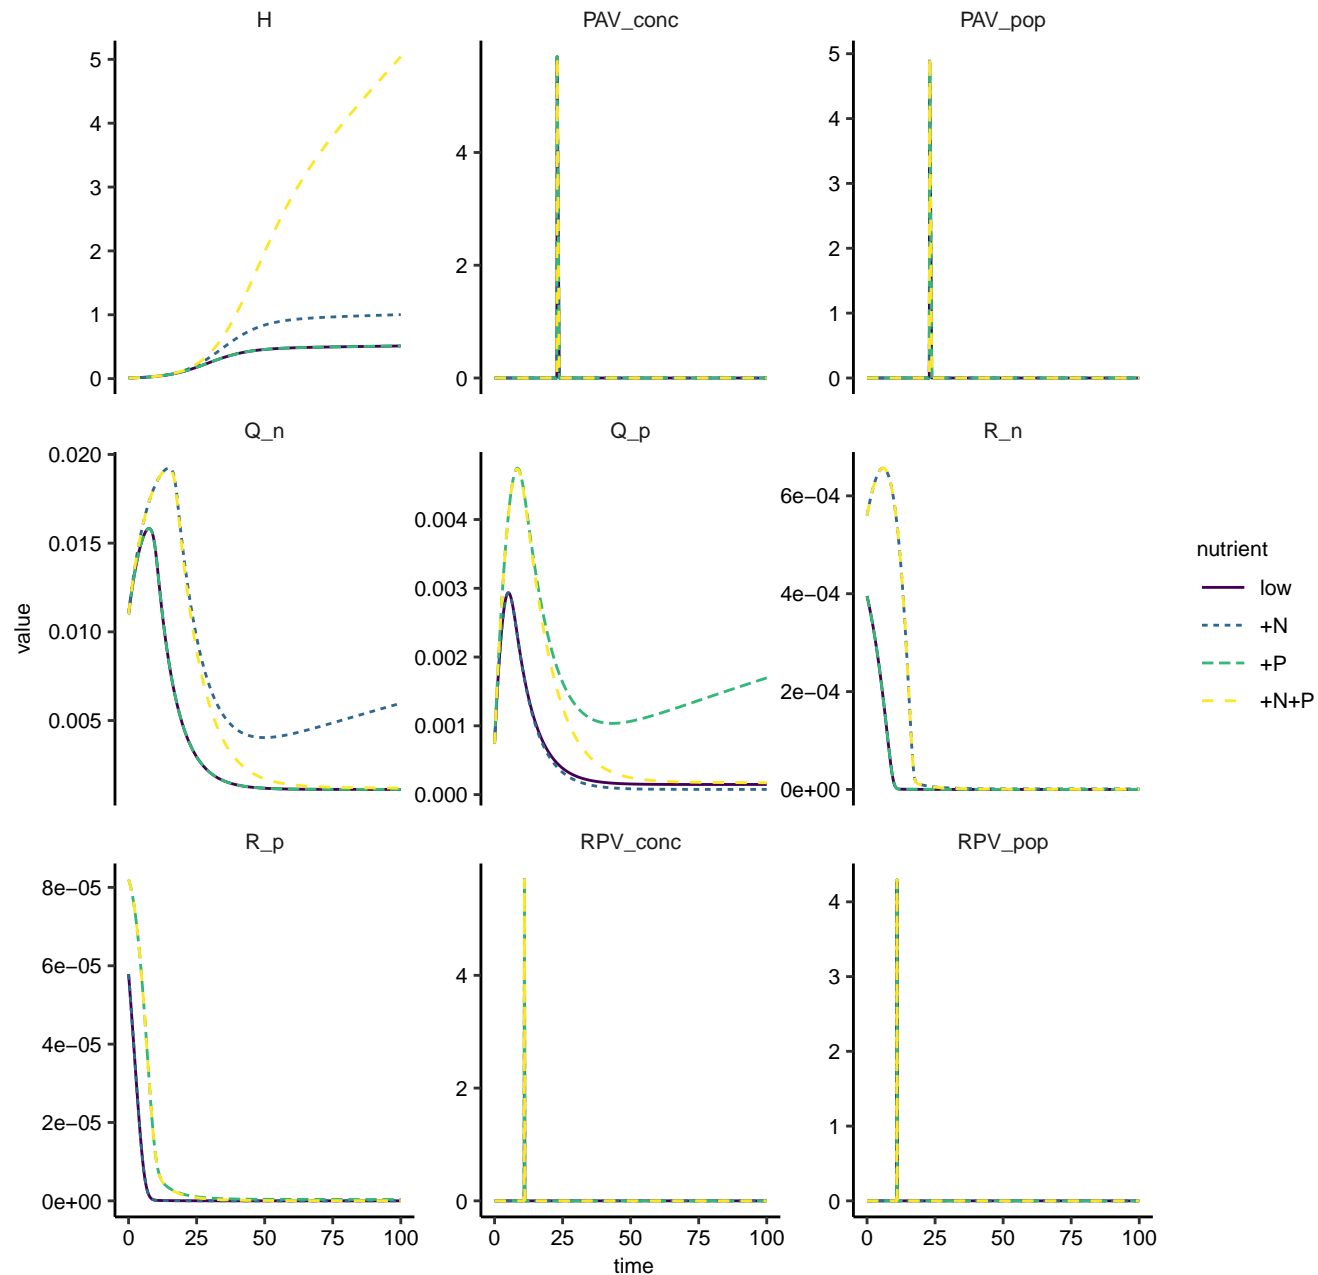 H
PAV_conc
PAV_pop
5
4
3
2
1
0
4
2
0
5
4
3
2
1
0
Q_n
Q_p
R_n
0.020
0.015
0.010
0.005
0.004
0.003
0.002
0.001
0.000
6e−04
4e−04
2e−04
0e+00
R_p
RPV_conc
RPV_pop
8e−05
6e−05
4e−05
2e−05
0e+00
4
2
0
4
3
2
1
0
0 25 50 75 100
0 25 50 75 100
0 25 50 75 100
time
value
nutrient
low
+N
+P
+N+P